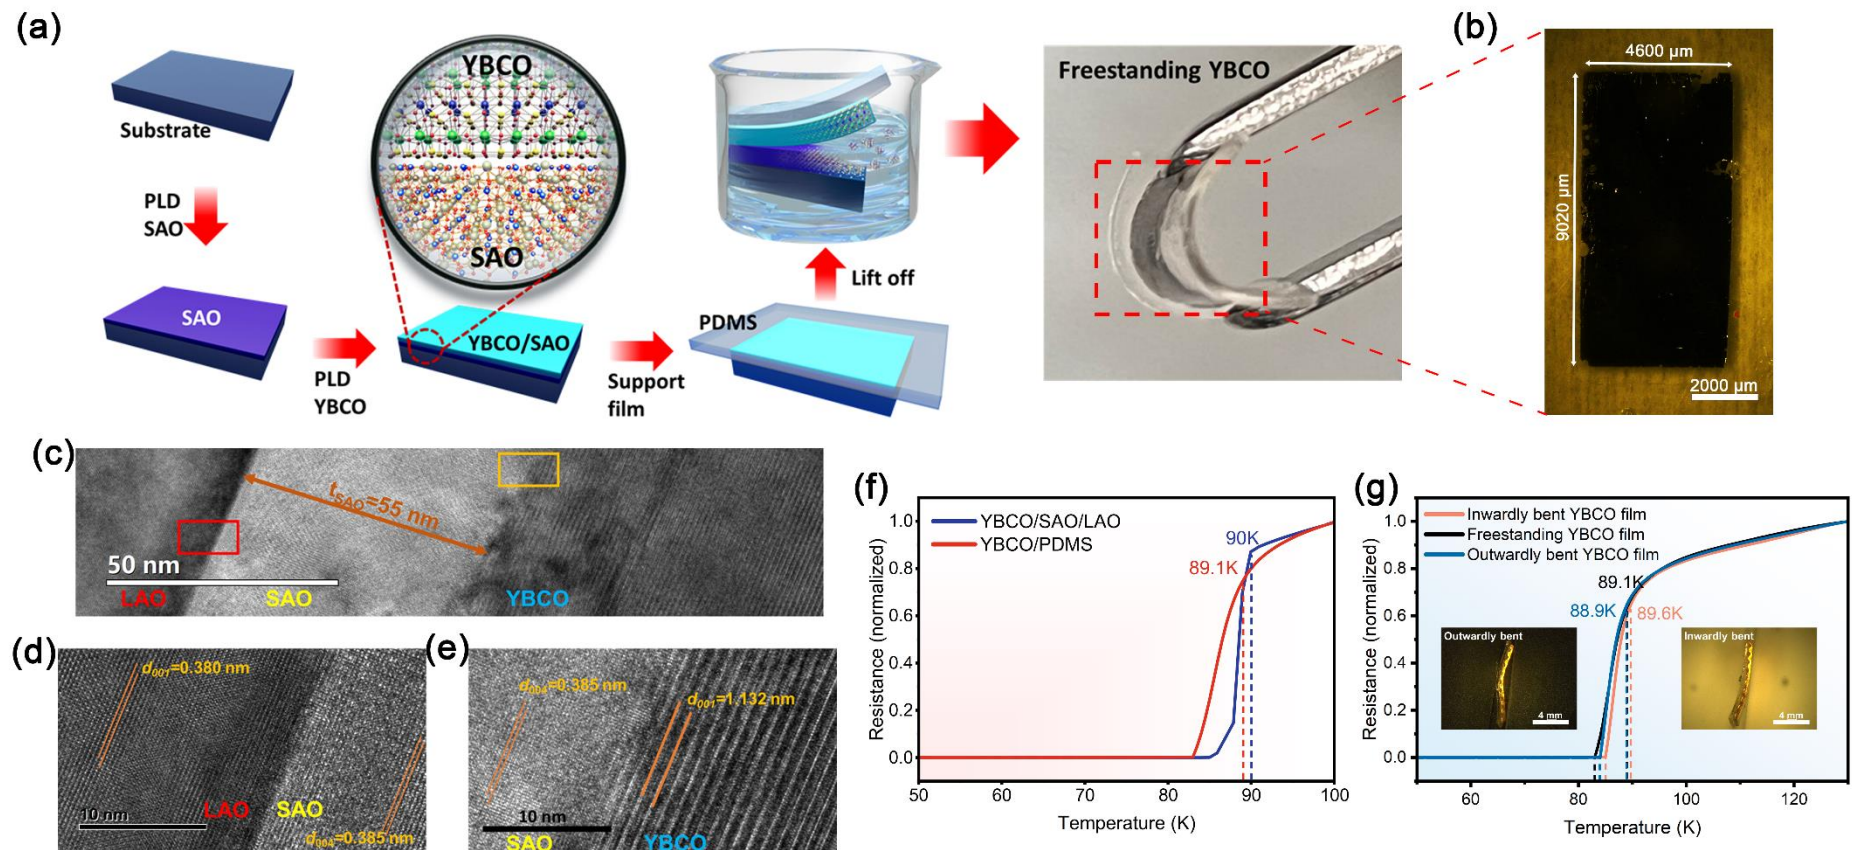 (a)
Substrate
PLD
SAO
SAO
PLD
YBCO
YBCO
SAO
YBCO/SAO
Support
film
PDMS
Lift off
Freestanding YBCO
(b)
4600 µm
9020 µm
2000 µm
(c)
tSAO=55 nm
50 nm
LAO
SAO
YBCO
(d)
d001=0.380 nm
LAO
SAO
10 nm
d004=0.385 nm
(e)
d004=0.385 nm
d001=1.132 nm
10 nm
SAO
YBCO
(f)
YBCO/SAO/LAO
YBCO/PDMS
90K
89.1K
Resistance (normalized)
1.0
0.8
0.6
0.4
0.2
0.0
50 60 70 80 90 100
Temperature (K)
(g)
Inwardly bent YBCO film
Freestanding YBCO film
Outwardly bent YBCO film
89.1K
88.9K
89.6K
Outwardly bent
4 mm
Inwardly bent
4 mm
Resistance (normalized)
1.0
0.8
0.6
0.4
0.2
0.0
60 80 100 120
Temperature (K)